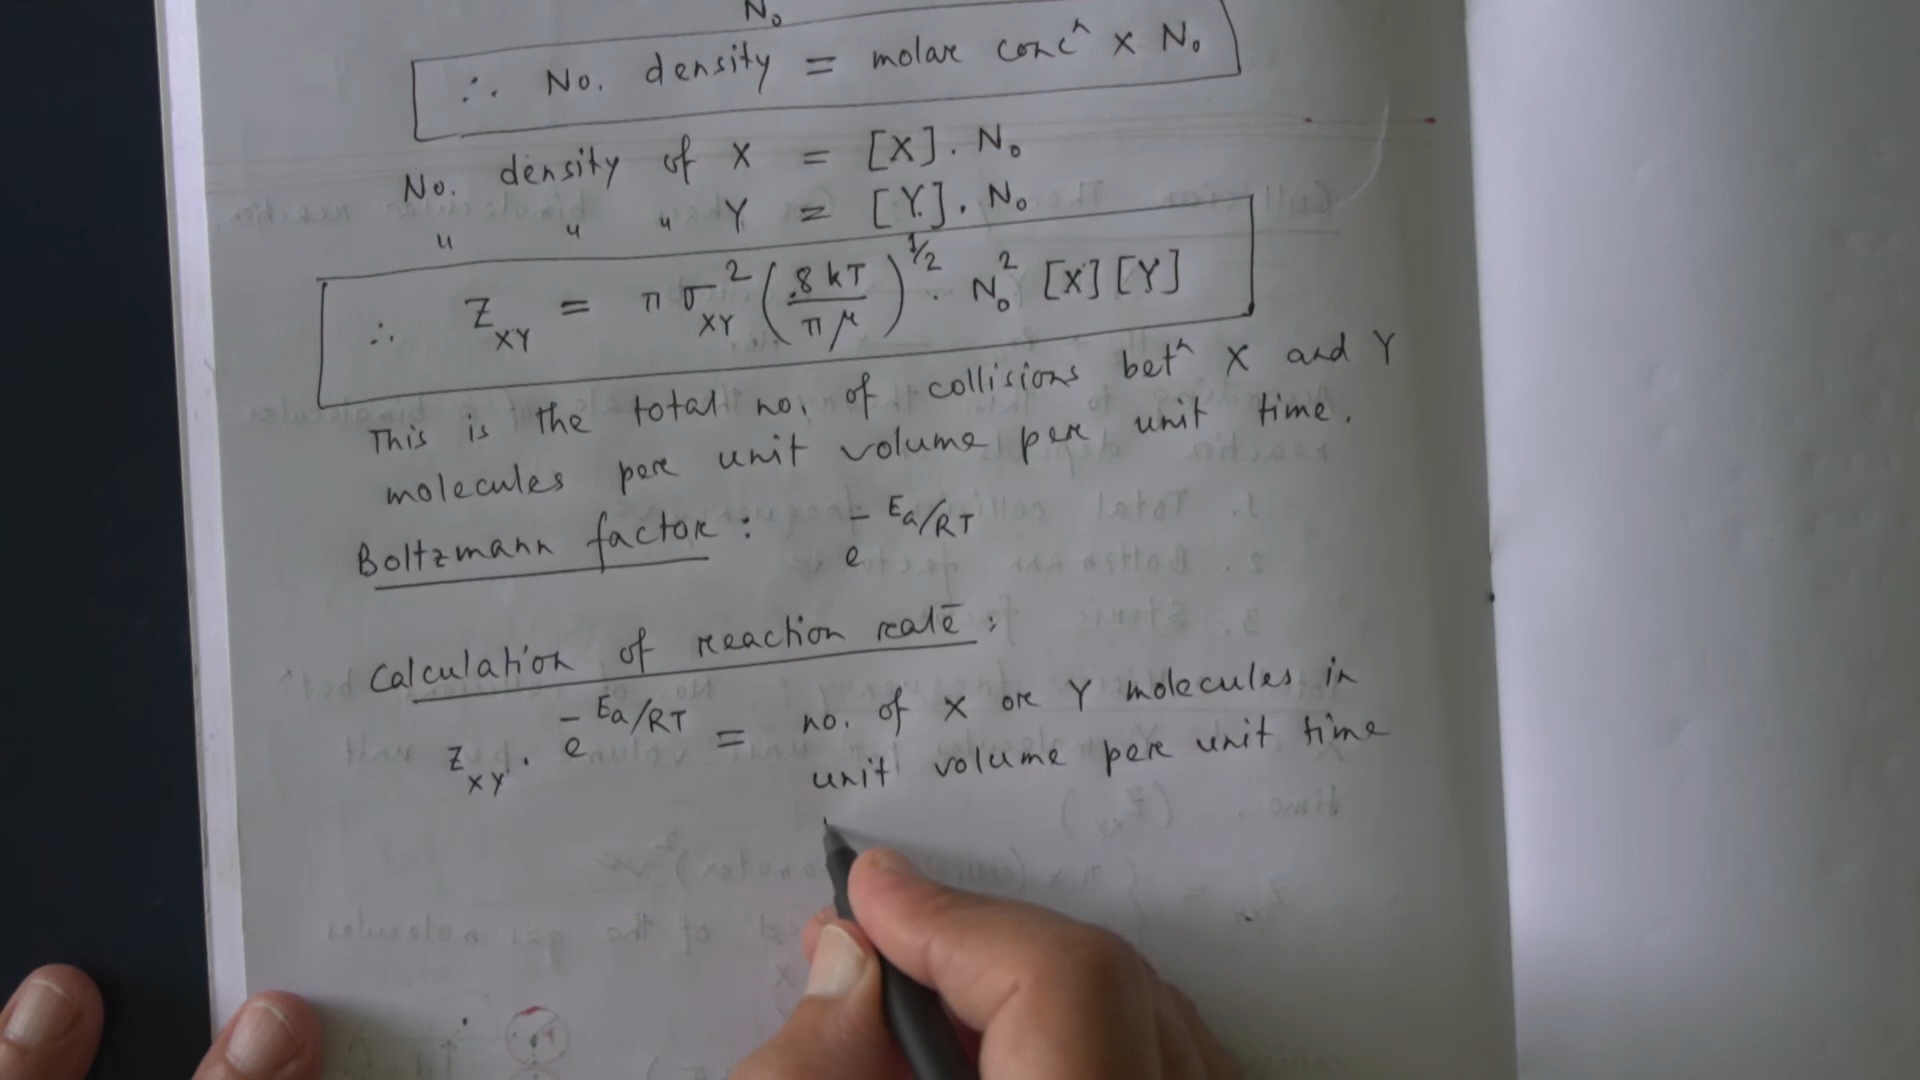 N₀
∴ No. density = molar concⁿ x N₀
No. density of X = [X]. N₀
" " " Y = [Y]. N₀
∴ Z_XY = π σ_XY² (8kT/πμ)^1/2 . N₀² [X][Y]
This is the total no. of collisions betⁿ X and Y
molecules per unit volume per unit time.
Boltzmann factor : e^-Ea/RT
Calculation of reaction rate :
Z_XY . e^-Ea/RT = no. of X or Y molecules in
unit volume per unit time